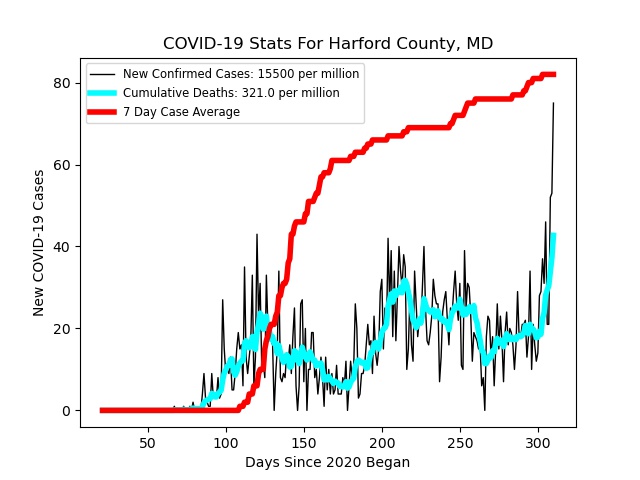 COVID-19 Stats For Harford County, MD
New Confirmed Cases: 15500 per million
Cumulative Deaths: 321.0 per million
7 Day Case Average
New COVID-19 Cases
80
60
40
20
0
50 100 150 200 250 300
Days Since 2020 Began